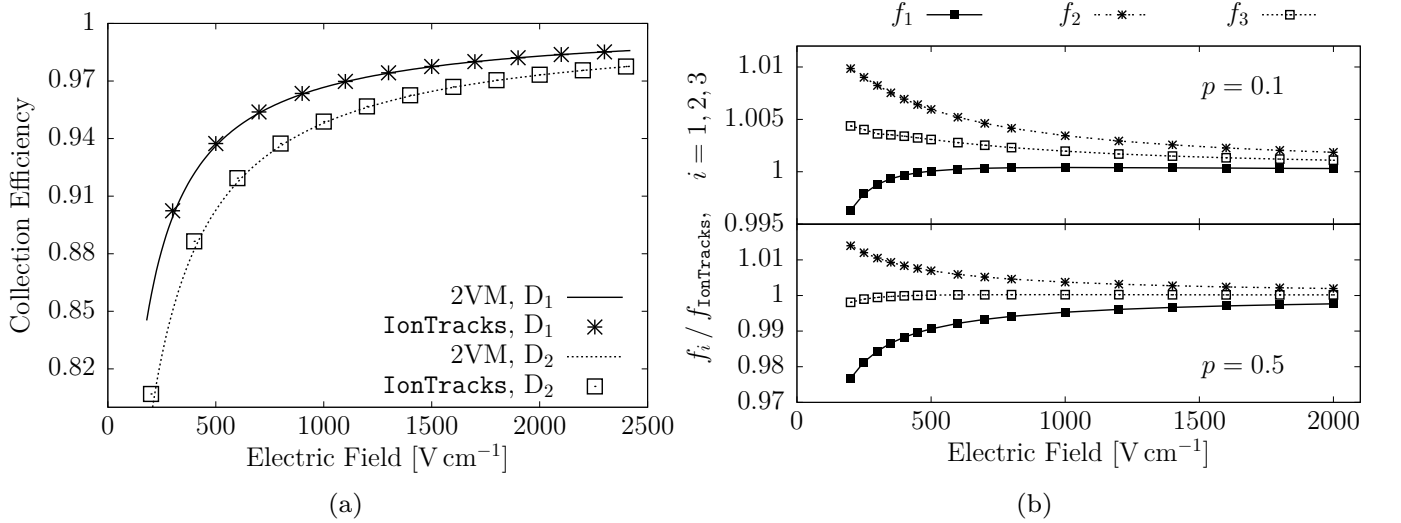 1
0.97
0.94
0.91
0.88
0.85
0.82
Collection Efficiency
2VM, D₁
IonTracks, D₁
2VM, D₂
IonTracks, D₂
0 500 1000 1500 2000 2500
Electric Field [V cm⁻¹]
(a)
f₁ f₂ f₃
1.01
1.005
1
0.995
p = 0.1
1.01
1
0.99
0.98
0.97
p = 0.5
fᵢ / f_IonTracks, i = 1, 2, 3
0 500 1000 1500 2000
Electric Field [V cm⁻¹]
(b)